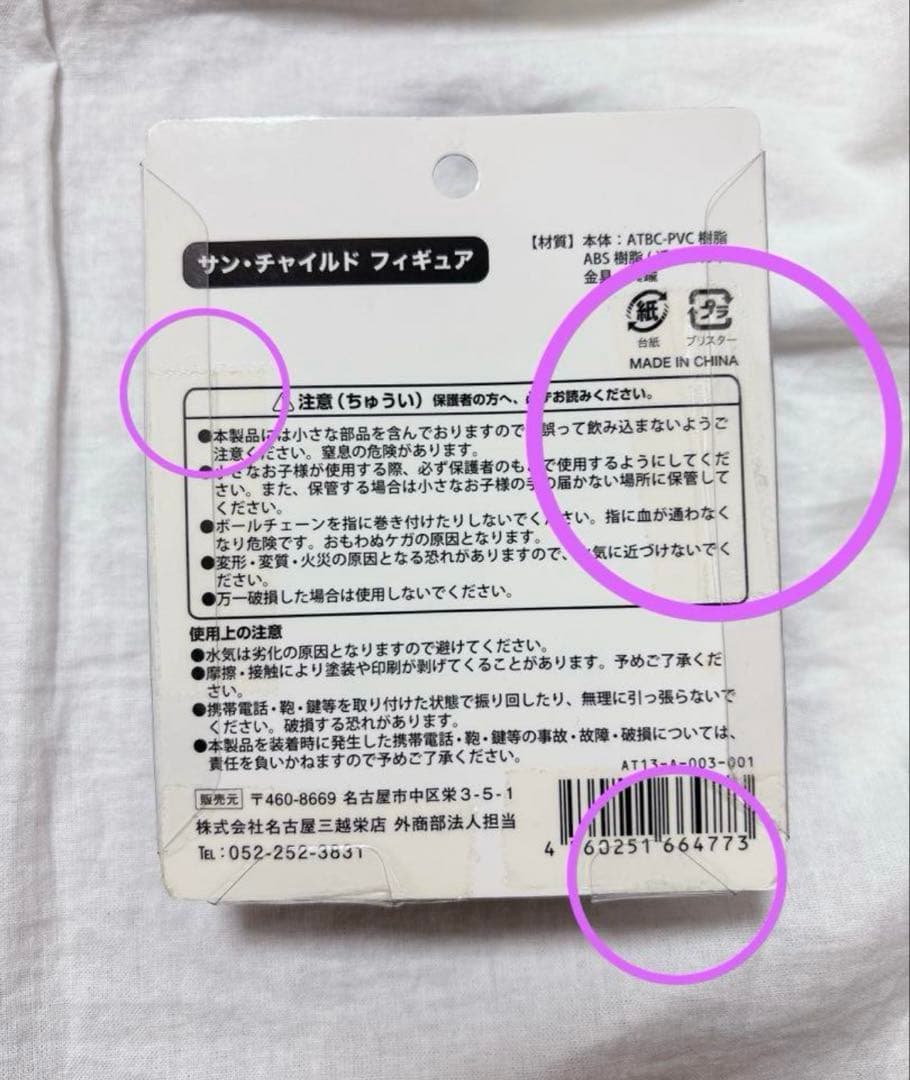 サン・チャイルド フィギュア
【材質】本体：ATBC-PVC 樹脂
ABS 樹脂
金具
紙
台紙
プラ
ブリスター
MADE IN CHINA
注意（ちゅうい）保護者の方へ、必ずお読みください。
●本製品には小さな部品を含んでおりますので、誤って飲み込まないようご
注意ください。窒息の危険があります。
●小さなお子様が使用する際、必ず保護者のもとで使用するようにしてくだ
さい。また、保管する場合は小さなお子様の手の届かない場所に保管して
ください。
●ボールチェーンを指に巻き付けたりしないでください。指に血が通わなく
なり危険です。おもわぬケガの原因となります。
●変形・変質・火災の原因となる恐れがありますので、火気に近づけないでく
ださい。
●万一破損した場合は使用しないでください。
使用上の注意
●水気は劣化の原因となりますので避けてください。
●摩擦・接触により塗装や印刷が剥げてくることがあります。予めご了承くだ
さい。
●携帯電話・鞄・鍵等を取り付けた状態で振り回したり、無理に引っ張らないで
ください。破損する恐れがあります。
●本製品を装着時に発生した携帯電話・鞄・鍵等の事故・故障・破損については、
責任を負いかねますので予めご了承ください。
AT13-A-003-001
販売元 〒460-8669 名古屋市中区栄3-5-1
株式会社名古屋三越栄店 外商部法人担当
TEL：052-252-3831
4 560251 664773